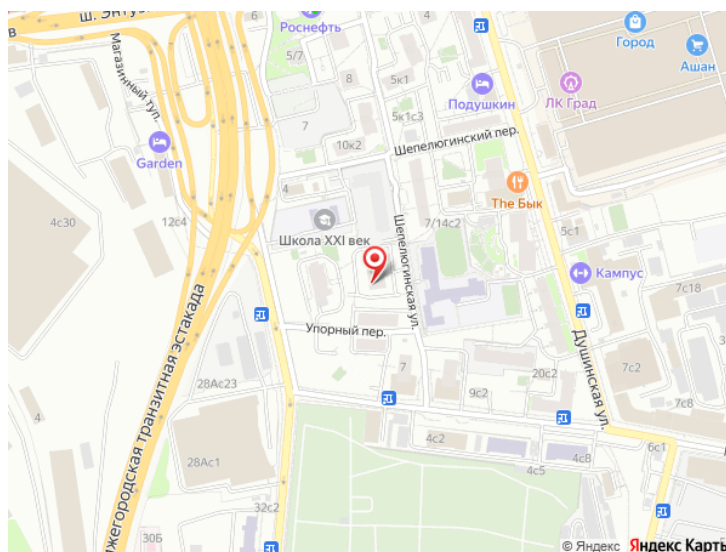 ш. Энтуз
Роснефть
5/7
6
8
5к1
Город
Ашан
Подушкин
ЛК Град
Магазинный туп.
7
5к1с3
10к2
Шепелюгинский пер.
Garden
4
The Бык
4с30
12с4
Школа XXI век
Шепелюгинская ул.
7/14с2
5с1
Кампус
7с18
Упорный пер.
Душинская ул.
Нижегородская транзитная эстакада
28Ас23
7
20с2
7с2
9с2
7с8
4
28Ас1
4с2
4с8
6с1
4с5
32с2
30Б
© Яндекс
Яндекс Карты